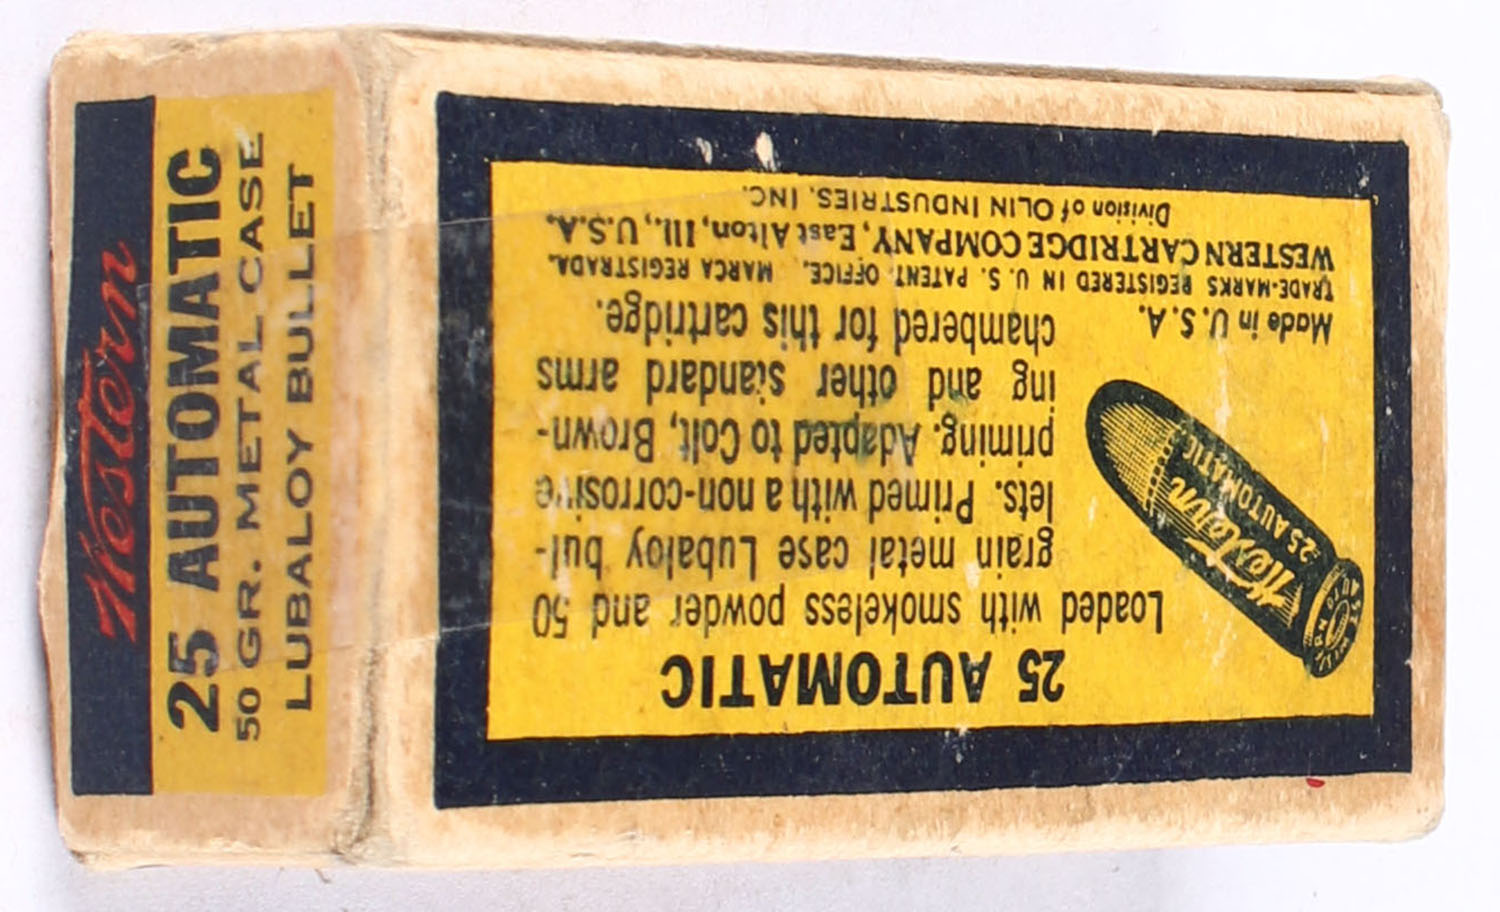 Western
25 AUTOMATIC
50 GR. METAL CASE
LUBALOY BULLET
25 AUTOMATIC
Loaded with smokeless powder and 50
grain metal case Lubaloy bul-
lets. Primed with a non-corrosive
priming. Adapted to Colt, Brown-
ing and other standard arms
chambered for this cartridge.
Western
25 AUTOMATIC
Made in U.S.A.
TRADE-MARKS REGISTERED IN U. S. PATENT OFFICE. MARCA REGISTRADA.
WESTERN CARTRIDGE COMPANY, East Alton, Ill., U.S.A.
Division of OLIN INDUSTRIES, INC.